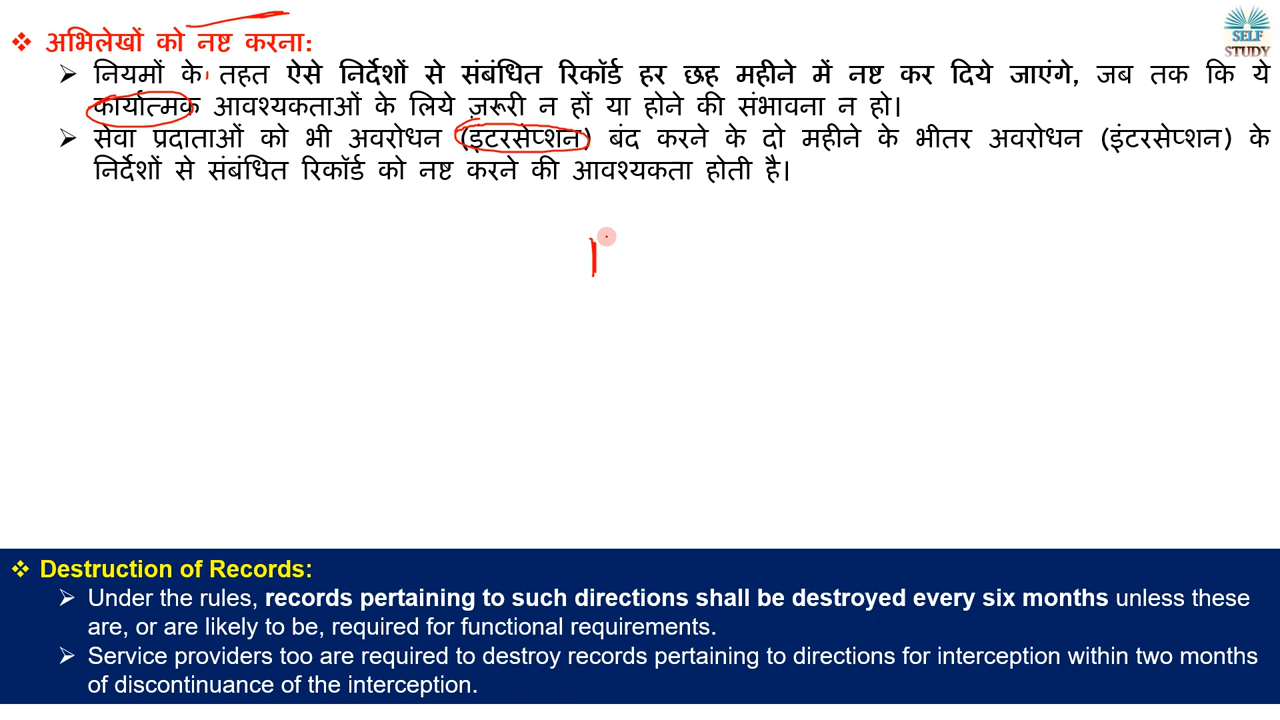 SELF
STUDY
❖ अभिलेखों को नष्ट करना:
➢ नियमों के तहत ऐसे निर्देशों से संबंधित रिकॉर्ड हर छह महीने में नष्ट कर दिये जाएंगे, जब तक कि ये
कार्यात्मक आवश्यकताओं के लिये ज़रूरी न हों या होने की संभावना न हो।
➢ सेवा प्रदाताओं को भी अवरोधन (इंटरसेप्शन) बंद करने के दो महीने के भीतर अवरोधन (इंटरसेप्शन) के
निर्देशों से संबंधित रिकॉर्ड को नष्ट करने की आवश्यकता होती है।
❖ Destruction of Records:
➢ Under the rules, records pertaining to such directions shall be destroyed every six months unless these
are, or are likely to be, required for functional requirements.
➢ Service providers too are required to destroy records pertaining to directions for interception within two months
of discontinuance of the interception.